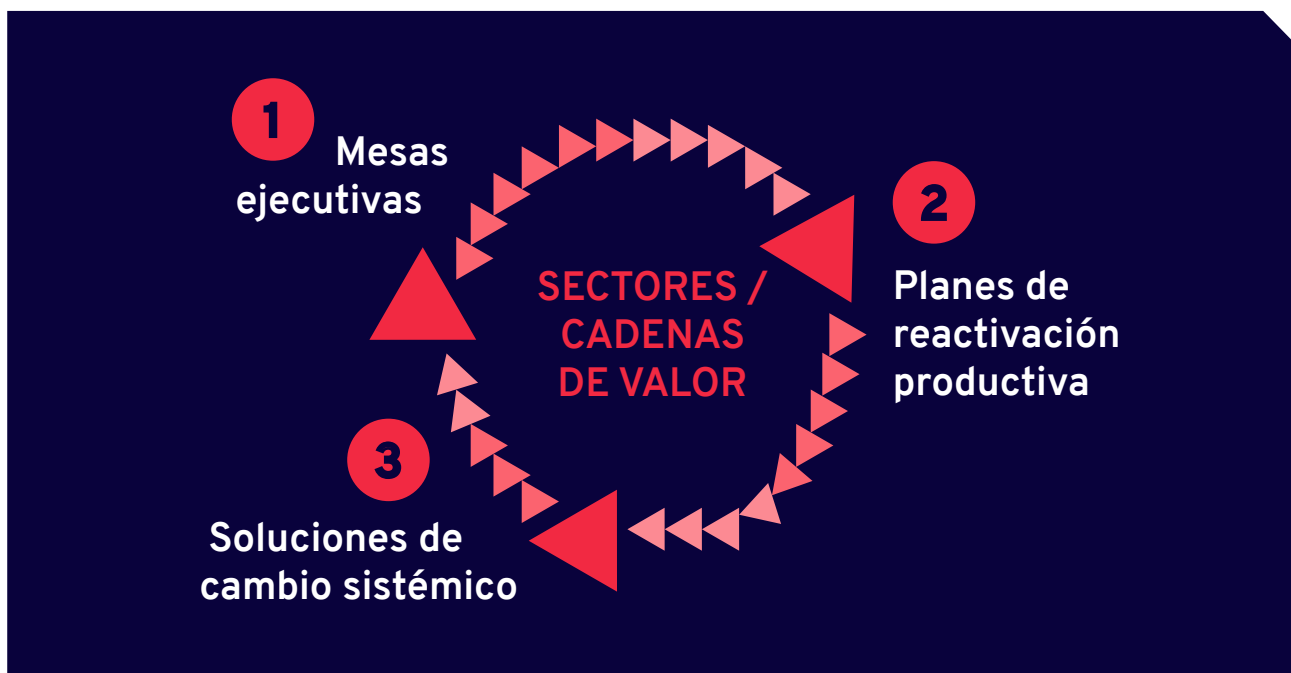 1
Mesas
ejecutivas
2
Planes de
reactivación
productiva
SECTORES /
CADENAS
DE VALOR
3
Soluciones de
cambio sistémico